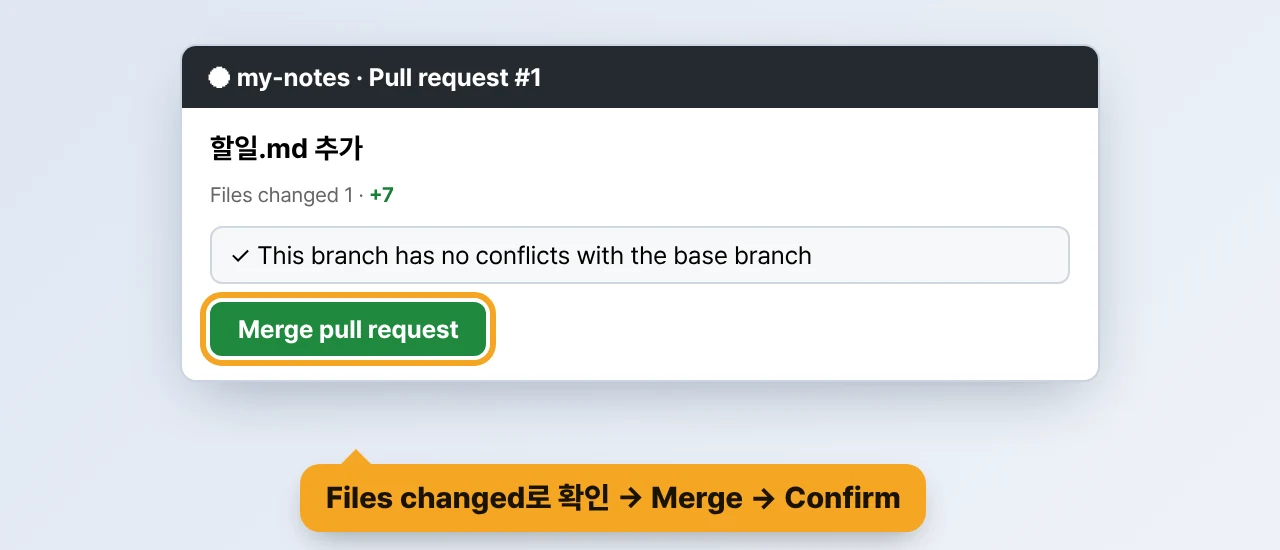 my-notes · Pull request #1
할일.md 추가
Files changed 1 · +7
✓ This branch has no conflicts with the base branch
Merge pull request
Files changed로 확인 → Merge → Confirm